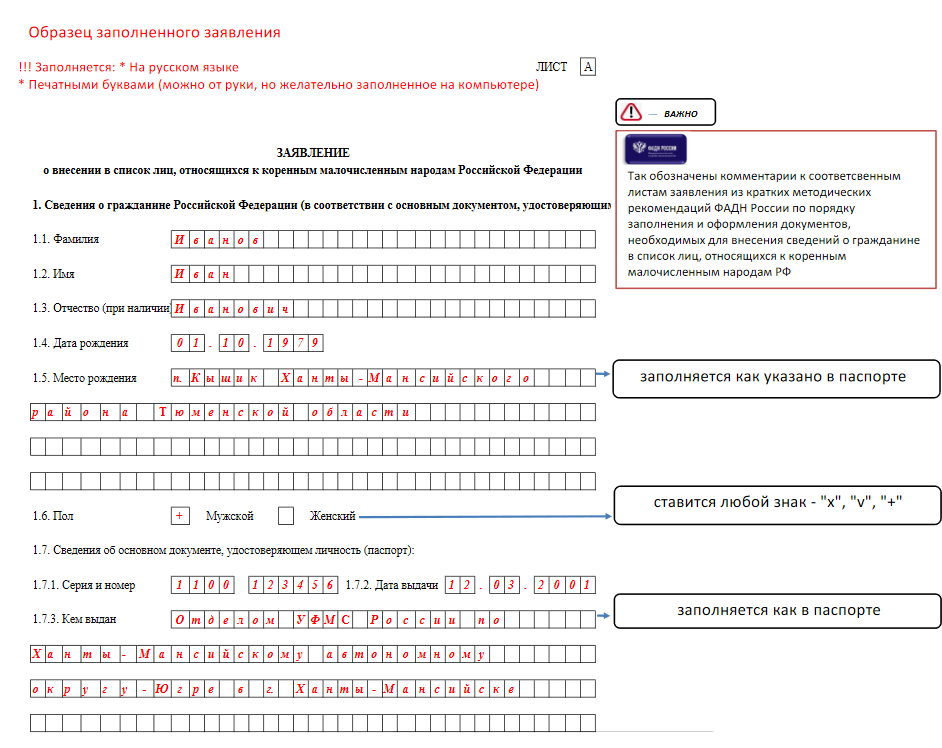 Образец заполненного заявления
!!! Заполняется: * На русском языке
ЛИСТ А
* Печатными буквами (можно от руки, но желательно заполненное на компьютере)
— ВАЖНО
ЗАЯВЛЕНИЕ
о внесении в список лиц, относящихся к коренным малочисленным народам Российской Федерации
ФАДН РОССИИ
Так обозначены комментарии к соответсвенным
листам заявления из кратких методических
рекомендаций ФАДН России по порядку
заполнения и оформления документов,
необходимых для внесения сведений о гражданине
в список лиц, относящихся к коренным
малочисленным народам РФ
1. Сведения о гражданине Российской Федерации (в соответствии с основным документом, удостоверяющи
1.1. Фамилия Иванов
1.2. Имя Иван
1.3. Отчество (при наличии) Иванович
1.4. Дата рождения 01.10.1979
1.5. Место рождения п. Кышик Ханты-Мансийского
заполняется как указано в паспорте
района Тюменской области
1.6. Пол + Мужской Женский
ставится любой знак - "x", "v", "+"
1.7. Сведения об основном документе, удостоверяющем личность (паспорт):
1.7.1. Серия и номер 1100 123456 1.7.2. Дата выдачи 12.03.2001
1.7.3. Кем выдан Отделом УФМС России по
заполняется как в паспорте
Ханты-Мансийскому автономному
округу-Югре в г. Ханты-Мансийске